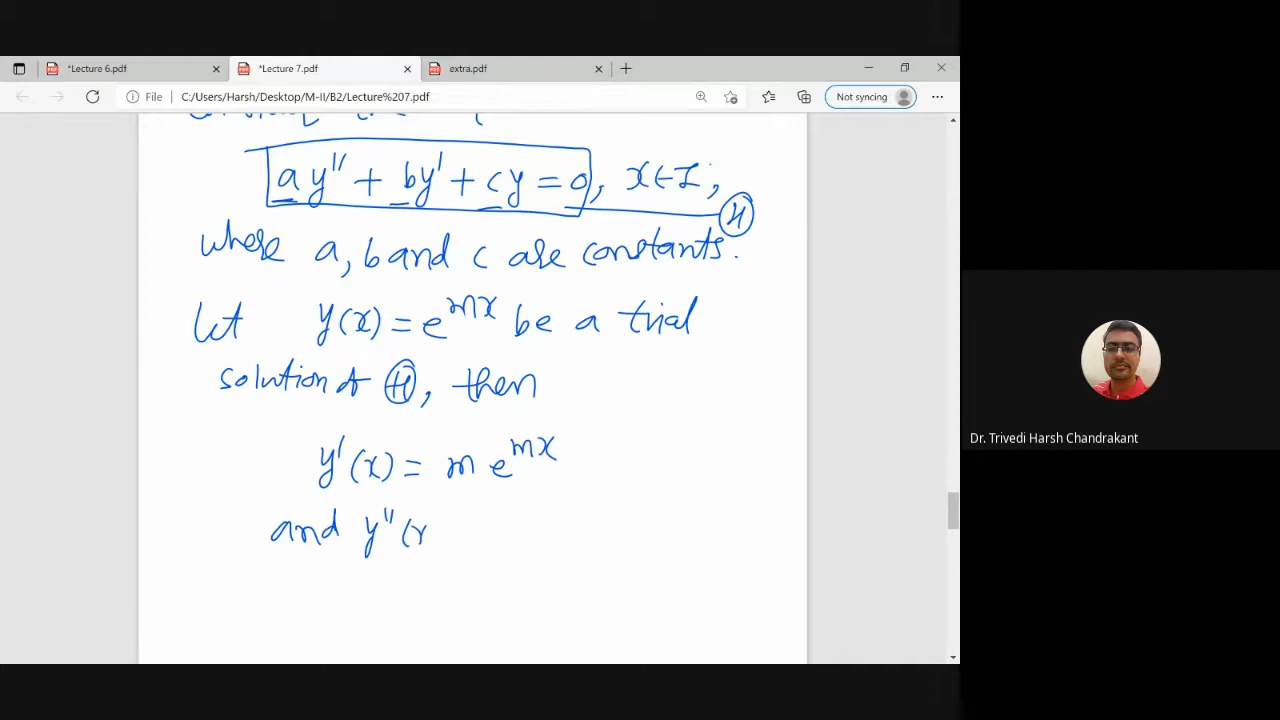 *Lecture 6.pdf
*Lecture 7.pdf
extra.pdf
File C:/Users/Harsh/Desktop/M-II/B2/Lecture%207.pdf
Not syncing
ay'' + by' + cy = 0, x∈I,
H
where a, b and c are constants.
Let y(x) = e^{mx} be a trial
solution of H, then
y'(x) = m e^{mx}
and y''(x
Dr. Trivedi Harsh Chandrakant